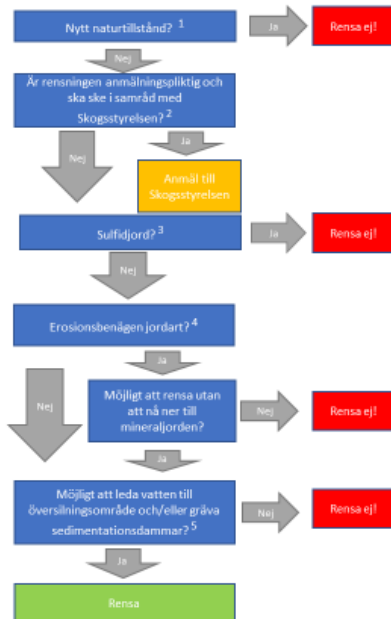 Nytt naturtillstånd? 1
Ja
Rensa ej!
Nej
Är rensningen anmälningspliktig och
ska ske i samråd med
Skogsstyrelsen? 2
Nej
Ja
Anmäl till
Skogsstyrelsen
Sulfidjord? 3
Ja
Rensa ej!
Nej
Erosionsbenägen jordart? 4
Ja
Nej
Möjligt att rensa utan
att nå ner till
mineraljorden?
Nej
Rensa ej!
Ja
Möjligt att leda vatten till
översilningsområde och/eller gräva
sedimentationsdammar? 5
Nej
Rensa ej!
Ja
Rensa